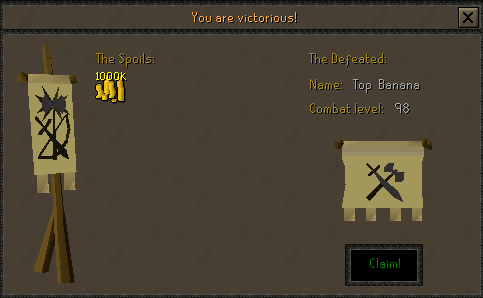 You are victorious!
The Spoils:
1000K
The Defeated:
Name: Top Banana
Combat level: 98
Claim!